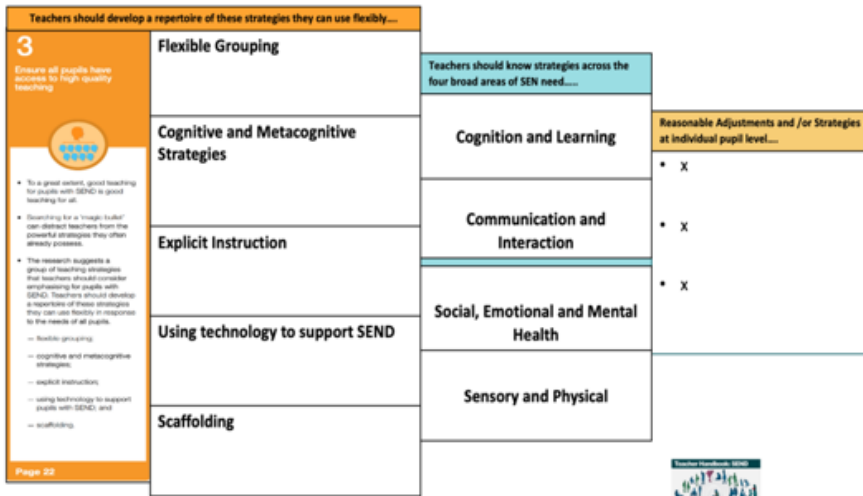 Teachers should develop a repertoire of these strategies they can use flexibly....
3
Ensure all pupils have
access to high quality
teaching
• To a great extent, good teaching
for pupils with SEND is good
teaching for all.
• Searching for a 'magic bullet'
can distract teachers from the
powerful strategies they often
already possess.
• The research suggests a
group of teaching strategies
that teachers should consider
emphasising for pupils with
SEND. Teachers should develop
a repertoire of these strategies
they can use flexibly in response
to the needs of all pupils.
— flexible grouping;
— cognitive and metacognitive
strategies;
— explicit instruction;
— using technology to support
pupils with SEND; and
— scaffolding.
Page 22
Flexible Grouping
Cognitive and Metacognitive
Strategies
Explicit Instruction
Using technology to support SEND
Scaffolding
Teachers should know strategies across the
four broad areas of SEN need.....
Cognition and Learning
Communication and
Interaction
Social, Emotional and Mental
Health
Sensory and Physical
Reasonable Adjustments and /or Strategies
at individual pupil level....
• X
• X
• X
Teacher Handbook: SEND